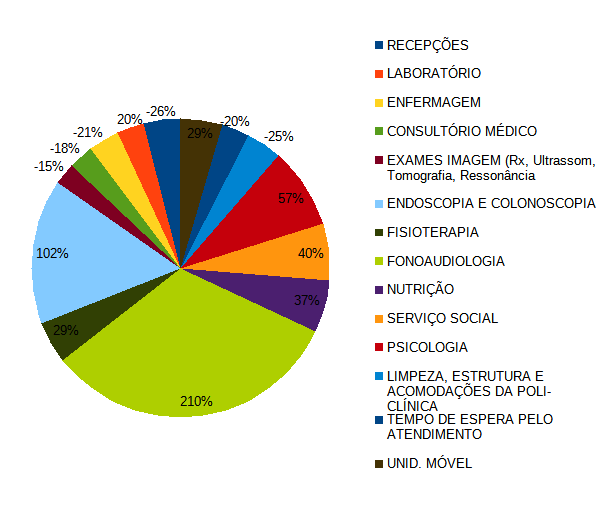 RECEPÇÕES
LABORATÓRIO
ENFERMAGEM
CONSULTÓRIO MÉDICO
EXAMES IMAGEM (Rx, Ultrassom,
Tomografia, Ressonância
ENDOSCOPIA E COLONOSCOPIA
FISIOTERAPIA
FONOAUDIOLOGIA
NUTRIÇÃO
SERVIÇO SOCIAL
PSICOLOGIA
LIMPEZA, ESTRUTURA E
ACOMODAÇÕES DA POLI-
CLÍNICA
TEMPO DE ESPERA PELO
ATENDIMENTO
UNID. MÓVEL
-26%
20%
-21%
-18%
-15%
102%
29%
210%
37%
40%
57%
-25%
-20%
29%